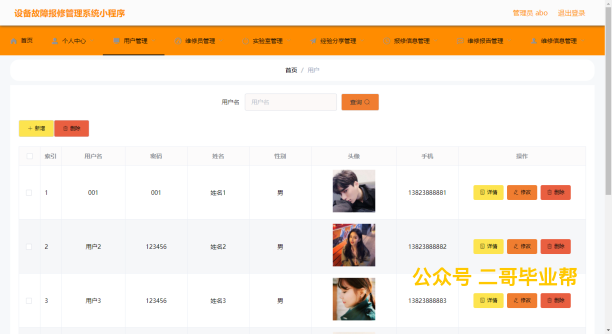 设备故障报修管理系统小程序
管理员 abo 退出登录
首页 个人中心 用户管理 维修员管理 实验室管理 经验分享管理 报修信息管理 维修报告管理 维修信息管理
首页 / 用户
用户名 用户名 查询
+ 新增 删除
索引 用户名 密码 姓名 性别 头像 手机 操作
1 001 001 姓名1 男 13823888881 详情 修改 删除
2 用户2 123456 姓名2 男 13823888882 详情 修改 删除
公众号 二哥毕业帮
3 用户3 123456 姓名3 男 13823888883 详情 修改 删除